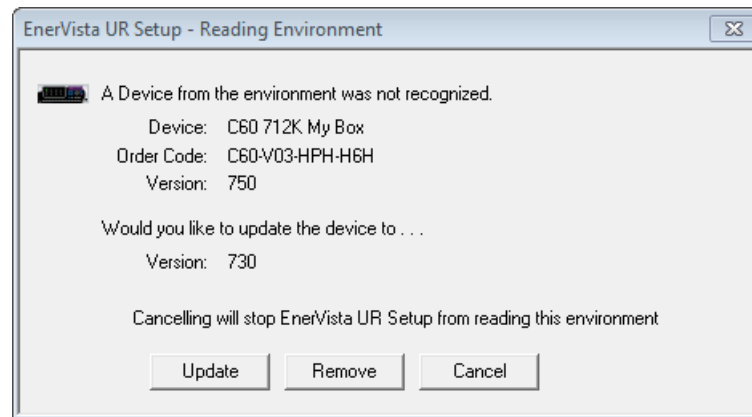 EnerVista UR Setup - Reading Environment
A Device from the environment was not recognized.
Device: C60 712K My Box
Order Code: C60-V03-HPH-H6H
Version: 750
Would you like to update the device to . . .
Version: 730
Cancelling will stop EnerVista UR Setup from reading this environment
Update Remove Cancel